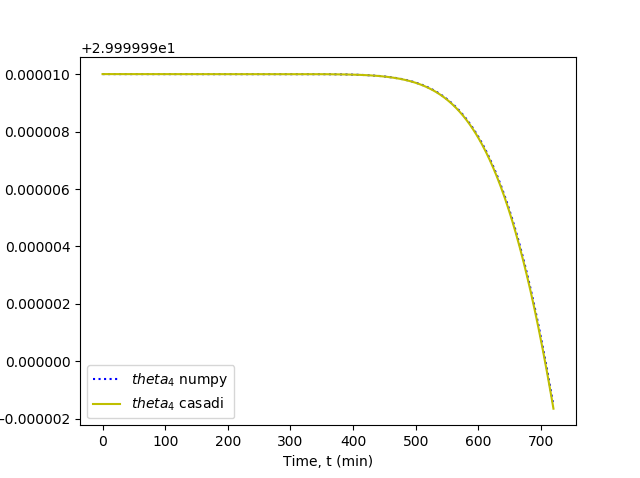 +2.999999e1
0.000010
0.000008
0.000006
0.000004
0.000002
0.000000
−0.000002
theta4 numpy
theta4 casadi
0 100 200 300 400 500 600 700
Time, t (min)